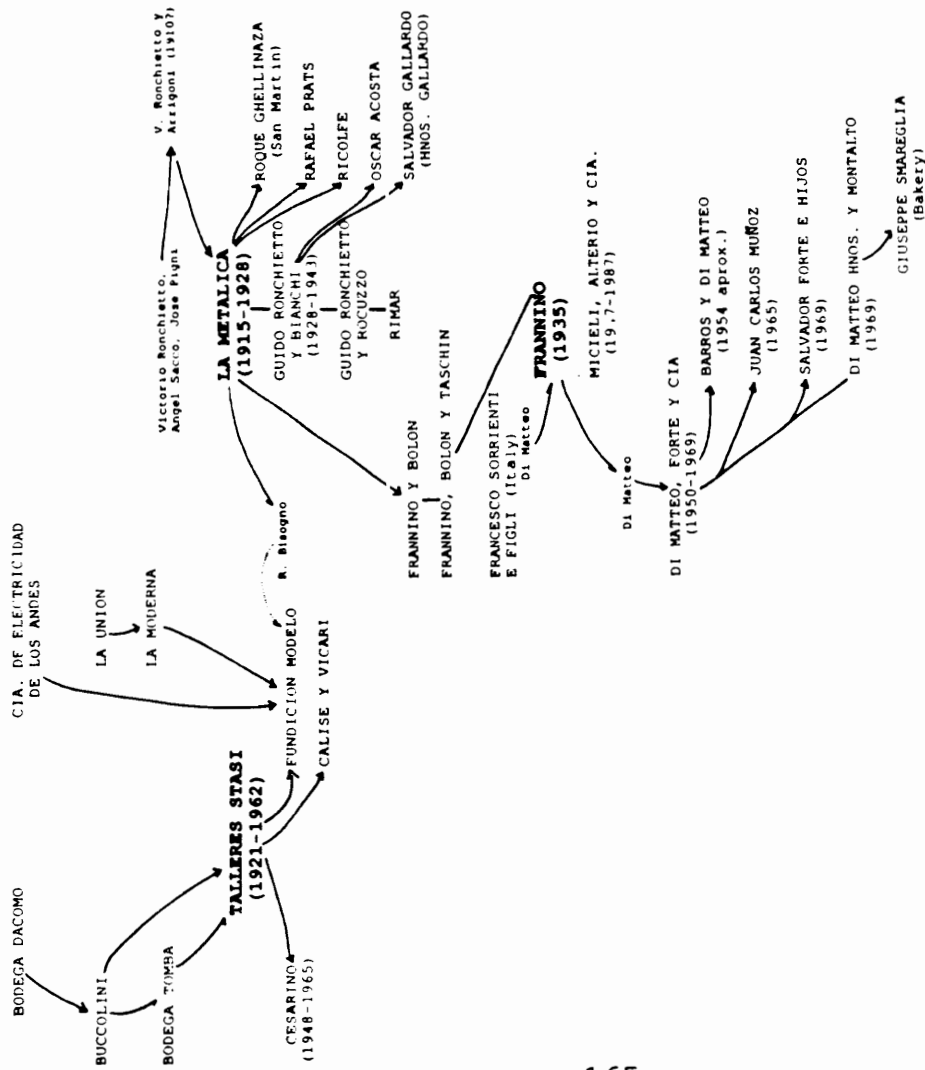 BODEGA DACOMO
BUCCOLINI
BODEGA TOMBA
TALLERES STASI
(1921-1962)
CESARINO
(1948-1965)
CIA. DE ELECTRICIDAD
DE LOS ANDES
LA UNION
LA MODERNA
FUNDICION MODELO
CALISE Y VICARI
R. Bisogno
Victorio Ronchietto,
Angel Sacco, Jose Pigni
V. Ronchietto y
Arrigoni (1910?)
LA METALICA
(1915-1928)
ROQUE GHELLINAZA
(San Martin)
RAFAEL PRATS
RICOLFE
GUIDO RONCHIETTO
Y BIANCHI
(1928-1943)
OSCAR ACOSTA
SALVADOR GALLARDO
(HNOS. GALLARDO)
GUIDO RONCHIETTO
Y ROCUZZO
RIMAR
FRANNINO Y BOLON
FRANNINO, BOLON Y TASCHIN
FRANCESCO SORRIENTI
E FIGLI (Italy)
Di Matteo
FRANNINO
(1935)
MICIELI, ALTERIO Y CIA.
Di Matteo
DI MATTEO, FORTE Y CIA
(1950-1969)
BARROS Y DI MATTEO
(1954 aprox.)
JUAN CARLOS MUÑOZ
(1965)
SALVADOR FORTE E HIJOS
(1969)
DI MATTEO HNOS. Y MONTALTO
(1969)
GIUSEPPE SMAREGLIA
(Bakery)